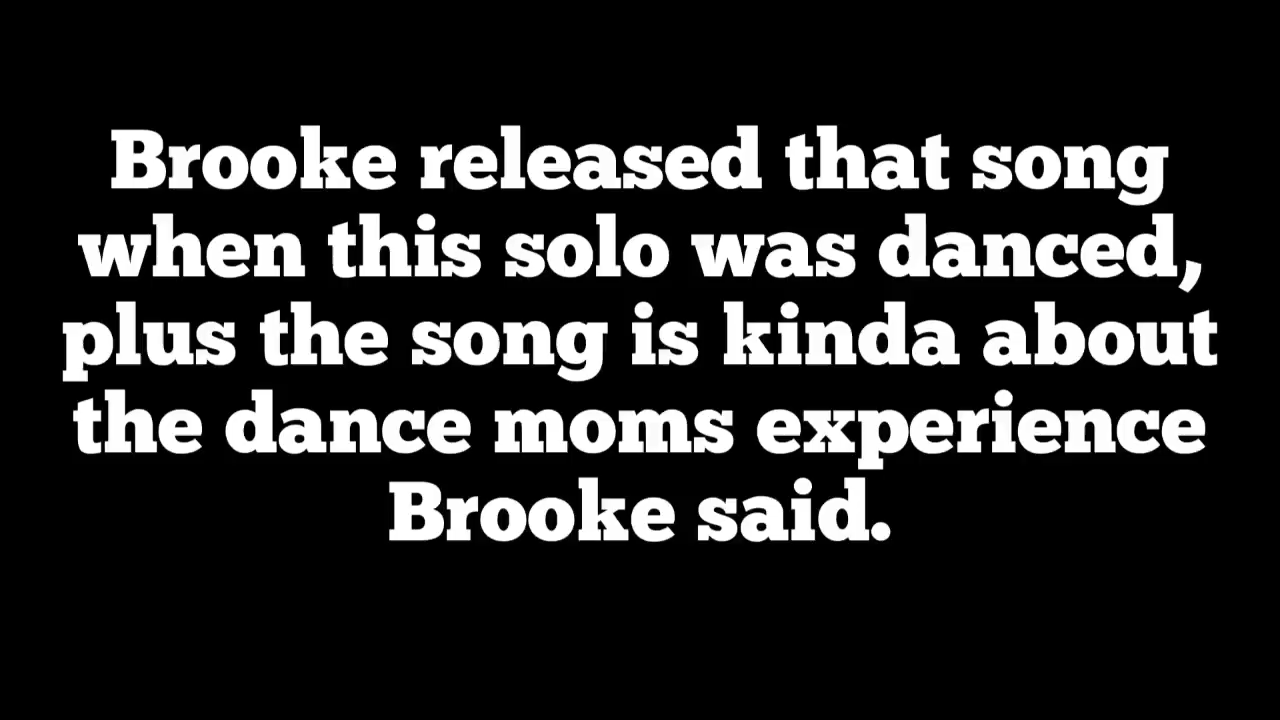 Brooke released that song
when this solo was danced,
plus the song is kinda about
the dance moms experience
Brooke said.